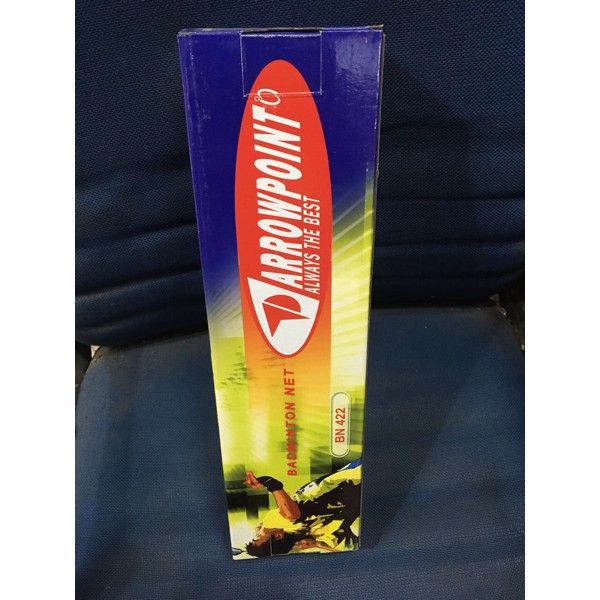 ARROWPOINT
ALWAYS THE BEST
BADMINTON NET
BN 422